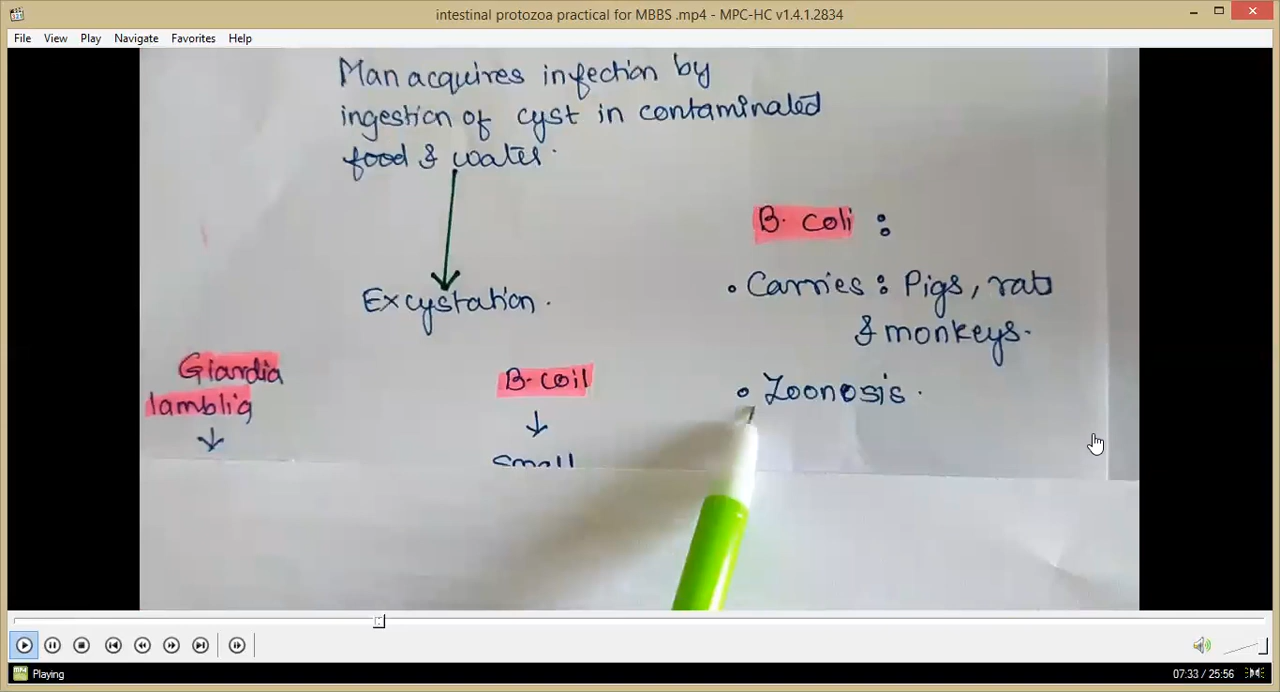 intestinal protozoa practical for MBBS .mp4 - MPC-HC v1.4.1.2834
File View Play Navigate Favorites Help
Man acquires infection by
ingestion of cyst in contaminated
food & water.
Excystation.
Giardia
lamblia
B. coil
small
B. coli :
• Carries : Pigs, rats
& monkeys.
• Zoonosis.
Playing
07:33 / 25:56